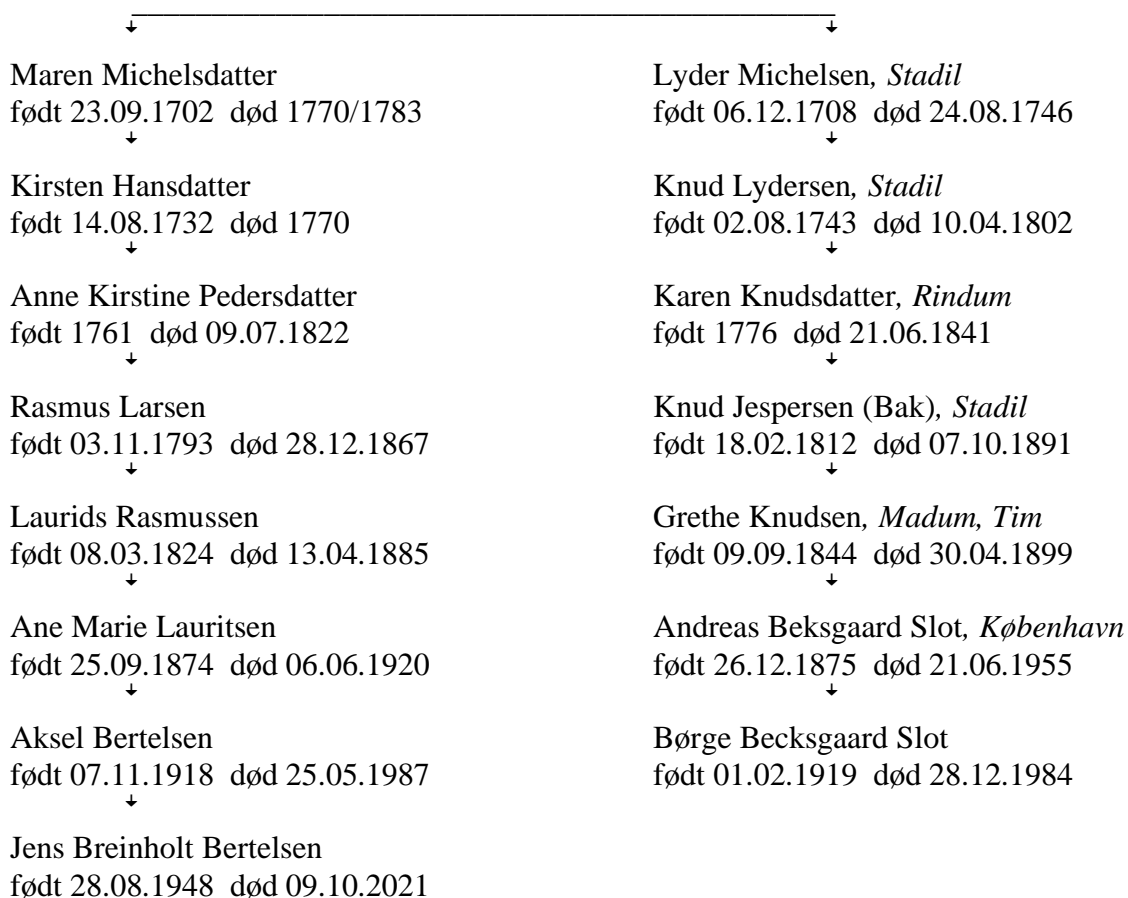 Maren Michelsdatter
født 23.09.1702 død 1770/1783
Kirsten Hansdatter
født 14.08.1732 død 1770
Anne Kirstine Pedersdatter
født 1761 død 09.07.1822
Rasmus Larsen
født 03.11.1793 død 28.12.1867
Laurids Rasmussen
født 08.03.1824 død 13.04.1885
Ane Marie Lauritsen
født 25.09.1874 død 06.06.1920
Aksel Bertelsen
født 07.11.1918 død 25.05.1987
Jens Breinholt Bertelsen
født 28.08.1948 død 09.10.2021
Lyder Michelsen, Stadil
født 06.12.1708 død 24.08.1746
Knud Lydersen, Stadil
født 02.08.1743 død 10.04.1802
Karen Knudsdatter, Rindum
født 1776 død 21.06.1841
Knud Jespersen (Bak), Stadil
født 18.02.1812 død 07.10.1891
Grethe Knudsen, Madum, Tim
født 09.09.1844 død 30.04.1899
Andreas Beksgaard Slot, København
født 26.12.1875 død 21.06.1955
Børge Becksgaard Slot
født 01.02.1919 død 28.12.1984